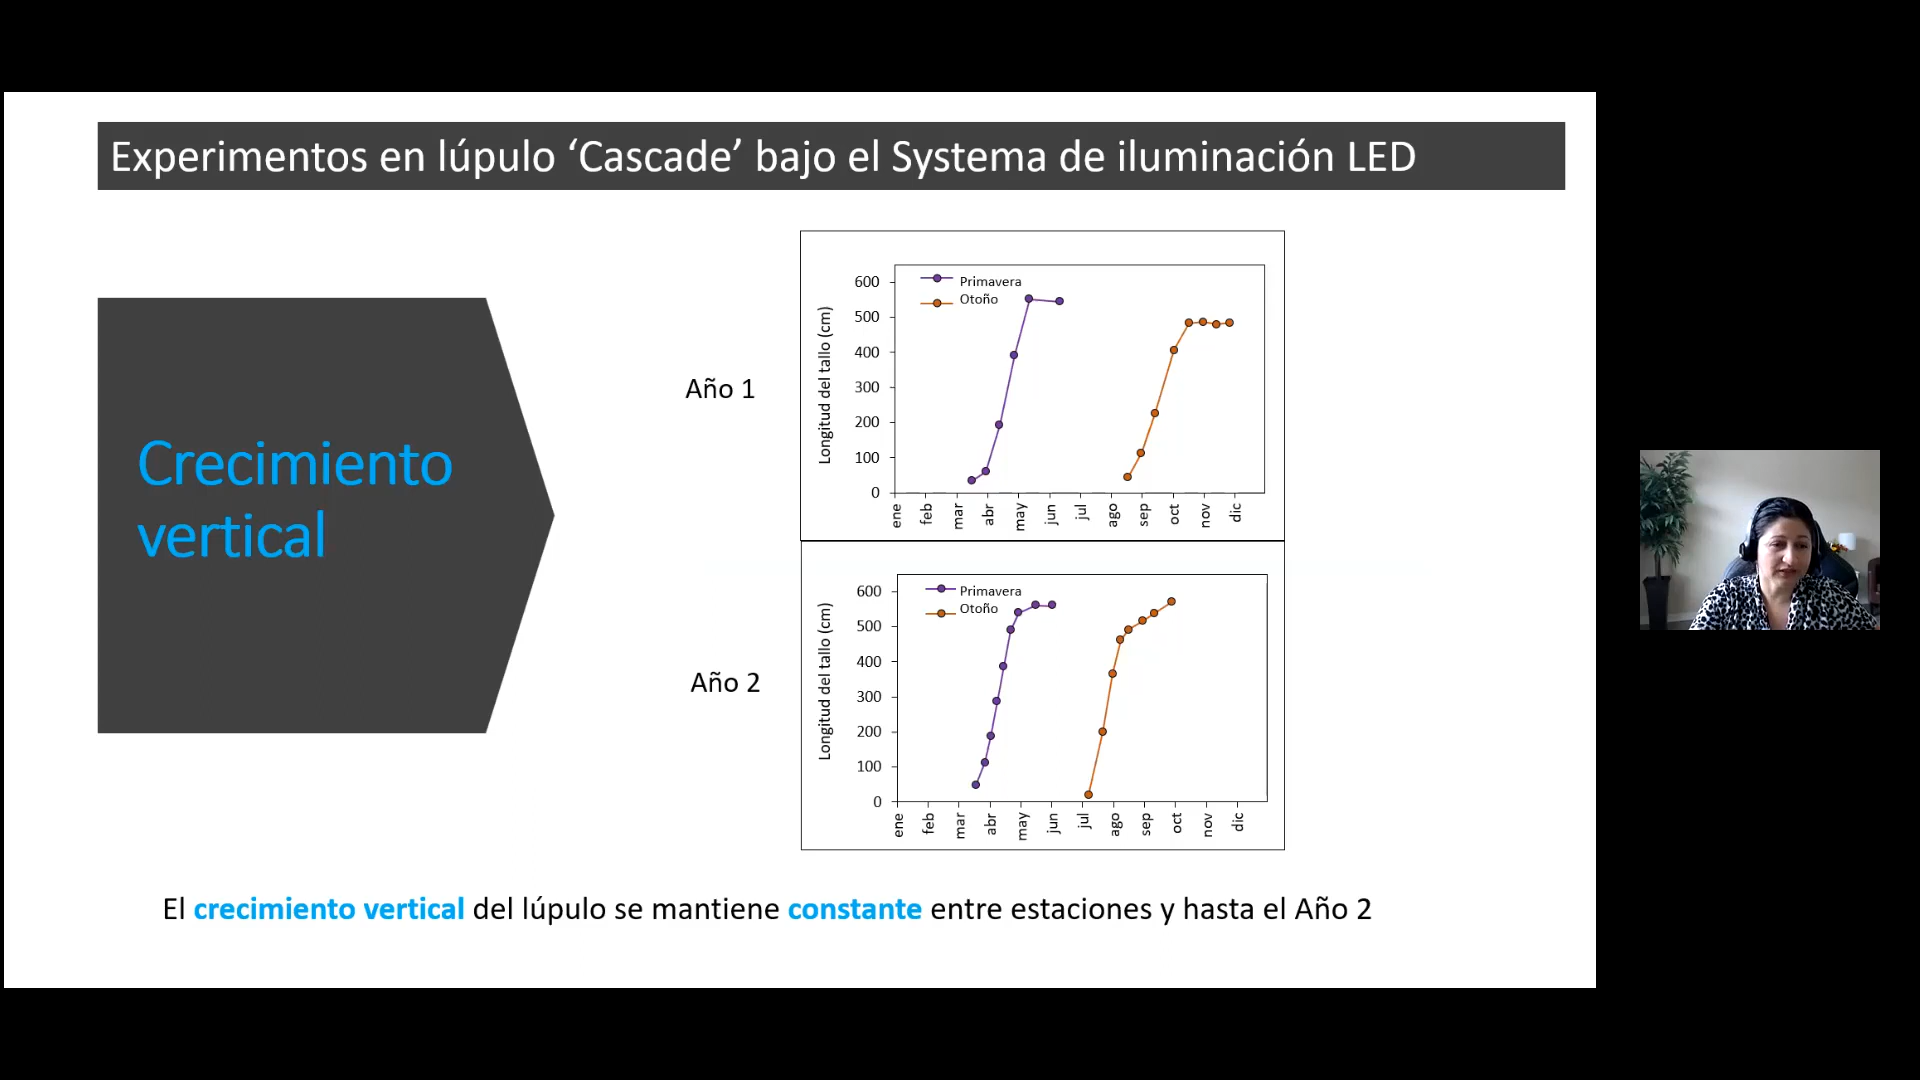 Experimentos en lúpulo ‘Cascade’ bajo el Systema de iluminación LED
Crecimiento
vertical
Año 1
Longitud del tallo (cm)
600
500
400
300
200
100
0
Primavera
Otoño
ene feb mar abr may jun jul ago sep oct nov dic
Año 2
Longitud del tallo (cm)
600
500
400
300
200
100
0
Primavera
Otoño
ene feb mar abr may jun jul ago sep oct nov dic
El crecimiento vertical del lúpulo se mantiene constante entre estaciones y hasta el Año 2